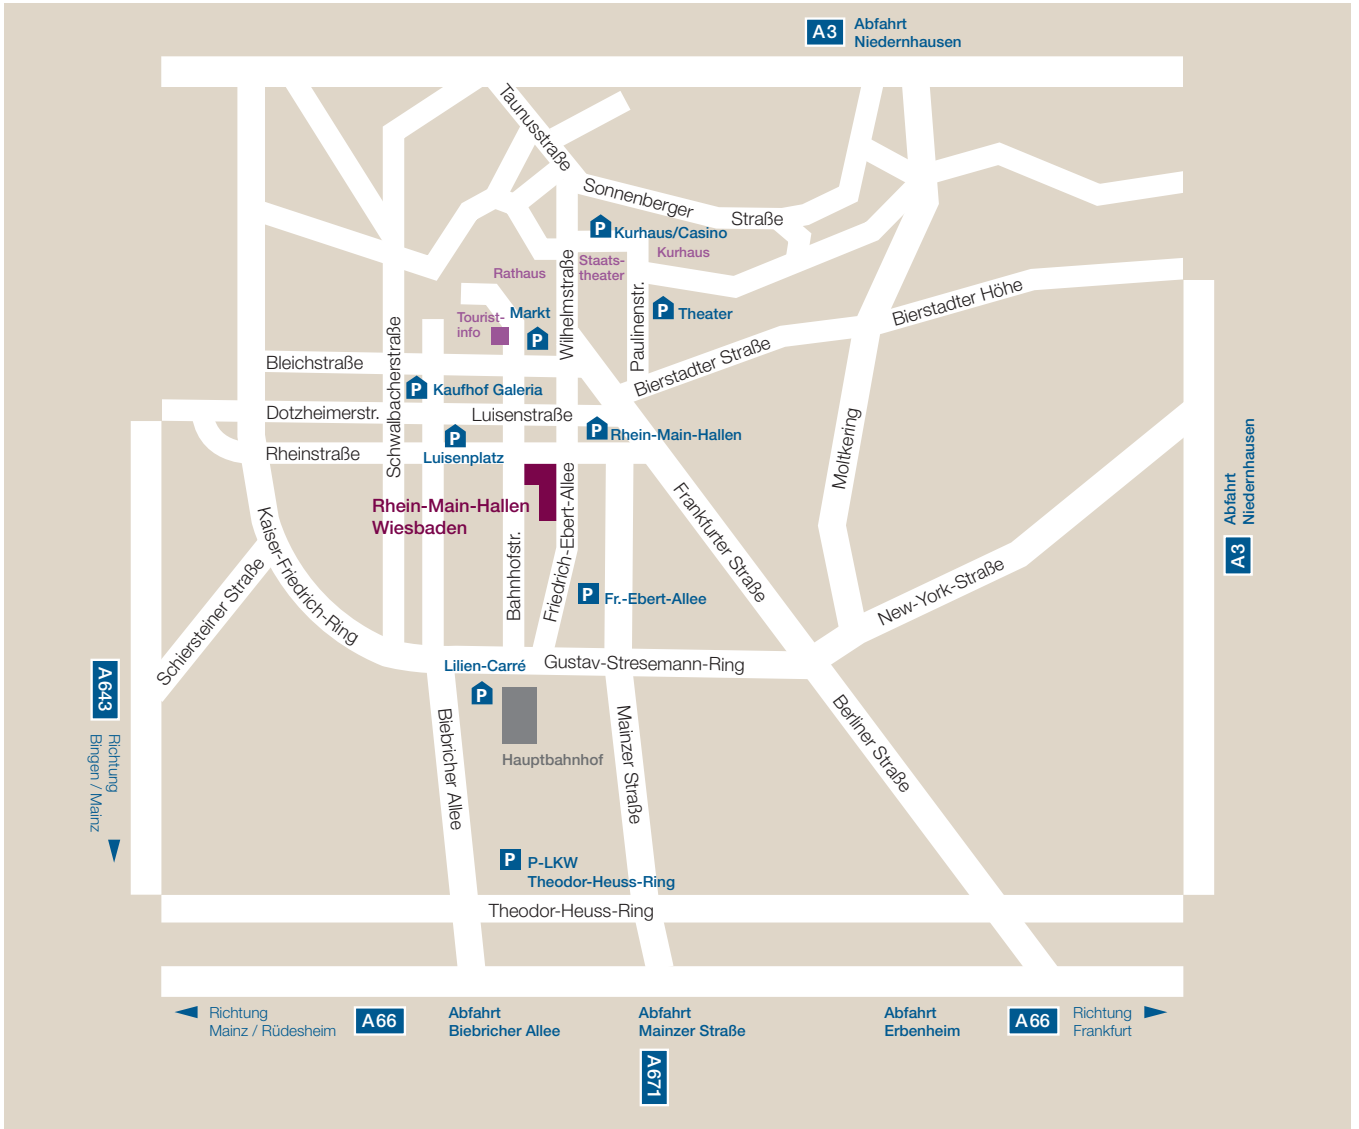 A3
Abfahrt
Niedernhausen
Taunusstraße
Sonnenberger
Straße
P
Kurhaus/Casino
Kurhaus
Staats-
theater
Rathaus
Wilhelmstraße
Paulinenstr.
P
Theater
Bierstadter Höhe
Tourist-
info
Markt
P
Schwalbacherstraße
Bierstadter Straße
Bleichstraße
P
Kaufhof Galeria
Dotzheimerstr.
Luisenstraße
P
Rhein-Main-Hallen
P
Luisenplatz
Rheinstraße
Moltkering
Abfahrt
Niedernhausen
A3
Rhein-Main-Hallen
Wiesbaden
Friedrich-Ebert-Allee
Bahnhofstr.
Frankfurter Straße
Kaiser-Friedrich-Ring
Schiersteiner Straße
P
Fr.-Ebert-Allee
New-York-Straße
Lilien-Carré
P
Gustav-Stresemann-Ring
A643
Richtung
Bingen / Mainz
Hauptbahnhof
Biebricher Allee
Mainzer Straße
Berliner Straße
P
P-LKW
Theodor-Heuss-Ring
Theodor-Heuss-Ring
Richtung
Mainz / Rüdesheim
A66
Abfahrt
Biebricher Allee
Abfahrt
Mainzer Straße
A671
Abfahrt
Erbenheim
A66
Richtung
Frankfurt